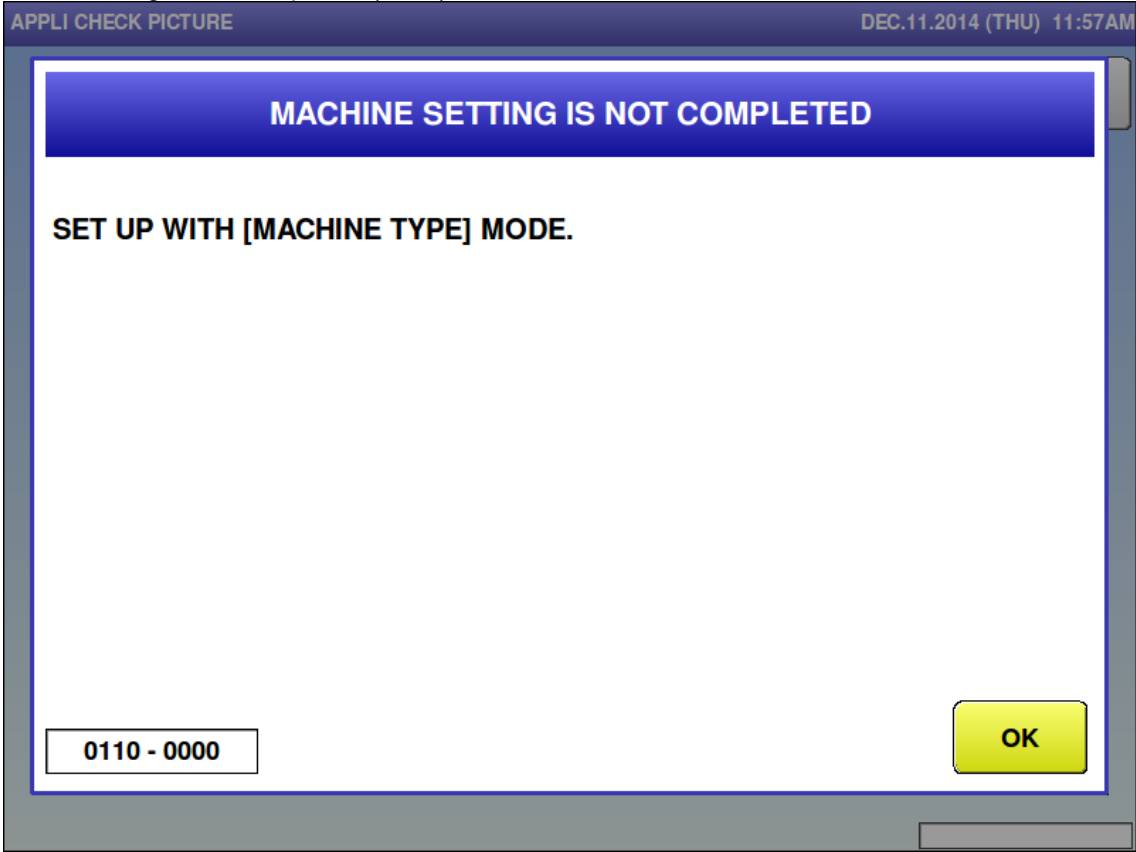 APPLI CHECK PICTURE DEC.11.2014 (THU) 11:57AM
MACHINE SETTING IS NOT COMPLETED
SET UP WITH [MACHINE TYPE] MODE.
0110 - 0000
OK